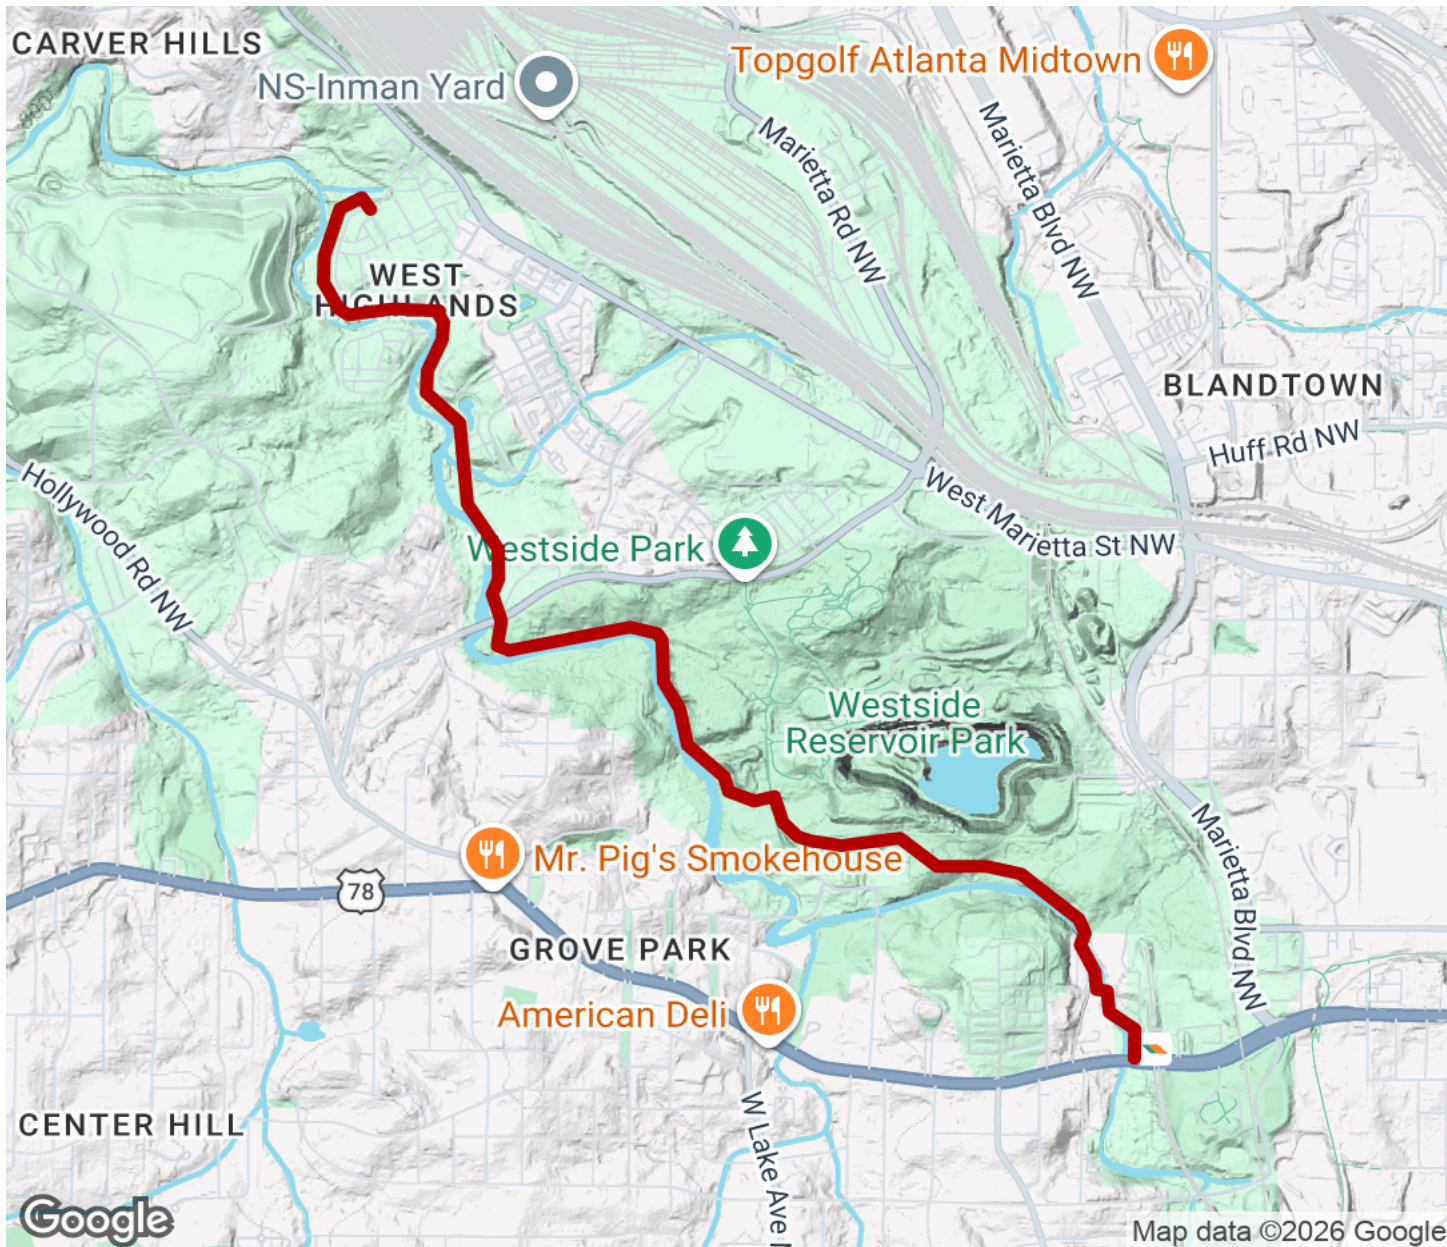 CARVER HILLS
Topgolf Atlanta Midtown
NS-Inman Yard
Marietta Rd NW
Marietta Blvd NW
WEST
HIGHLANDS
BLANDTOWN
Huff Rd NW
Hollywood Rd NW
West Marietta St NW
Westside Park
Westside
Reservoir Park
Marietta Blvd NW
Mr. Pig's Smokehouse
78
GROVE PARK
American Deli
CENTER HILL
W Lake Ave
Google
Map data ©2026 Google